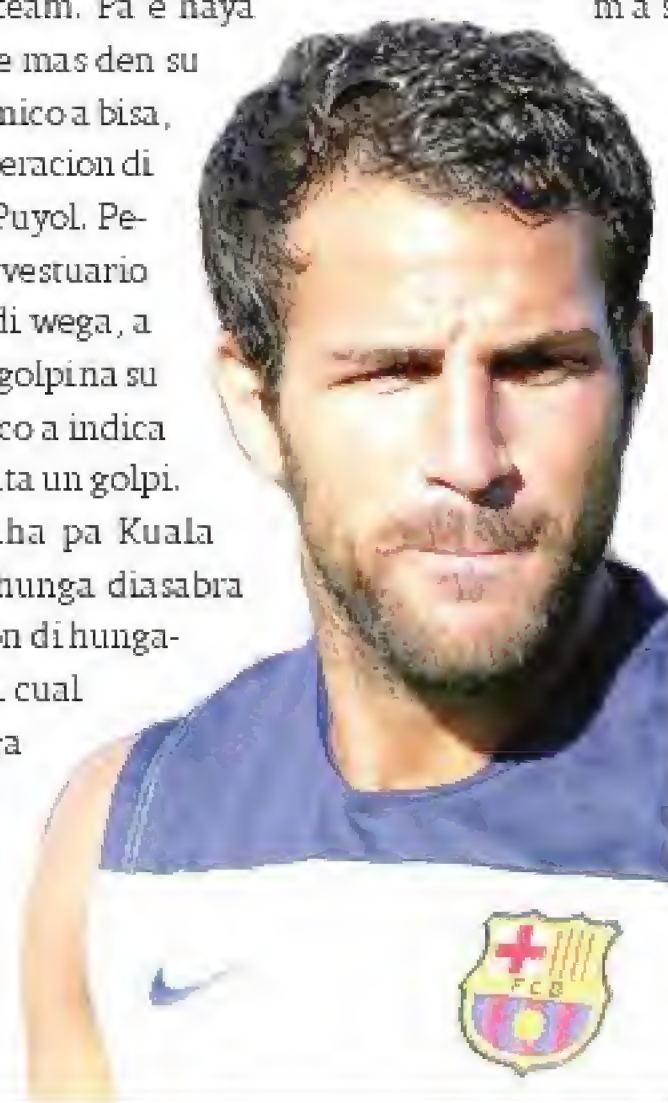 team. Pa e haya
m a s
e mas den su
nico a bisa,
eracion di
Puyol. Pe-
vestuario
di wega, a
golpi na su
co a indica
ta un golpi.
ha pa Kuala
hunga diasabra
on di hunga-
cual
a
FCB